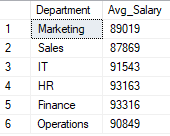 Department Avg_Salary
1 Marketing 89019
2 Sales 87869
3 IT 91543
4 HR 93163
5 Finance 93316
6 Operations 90849